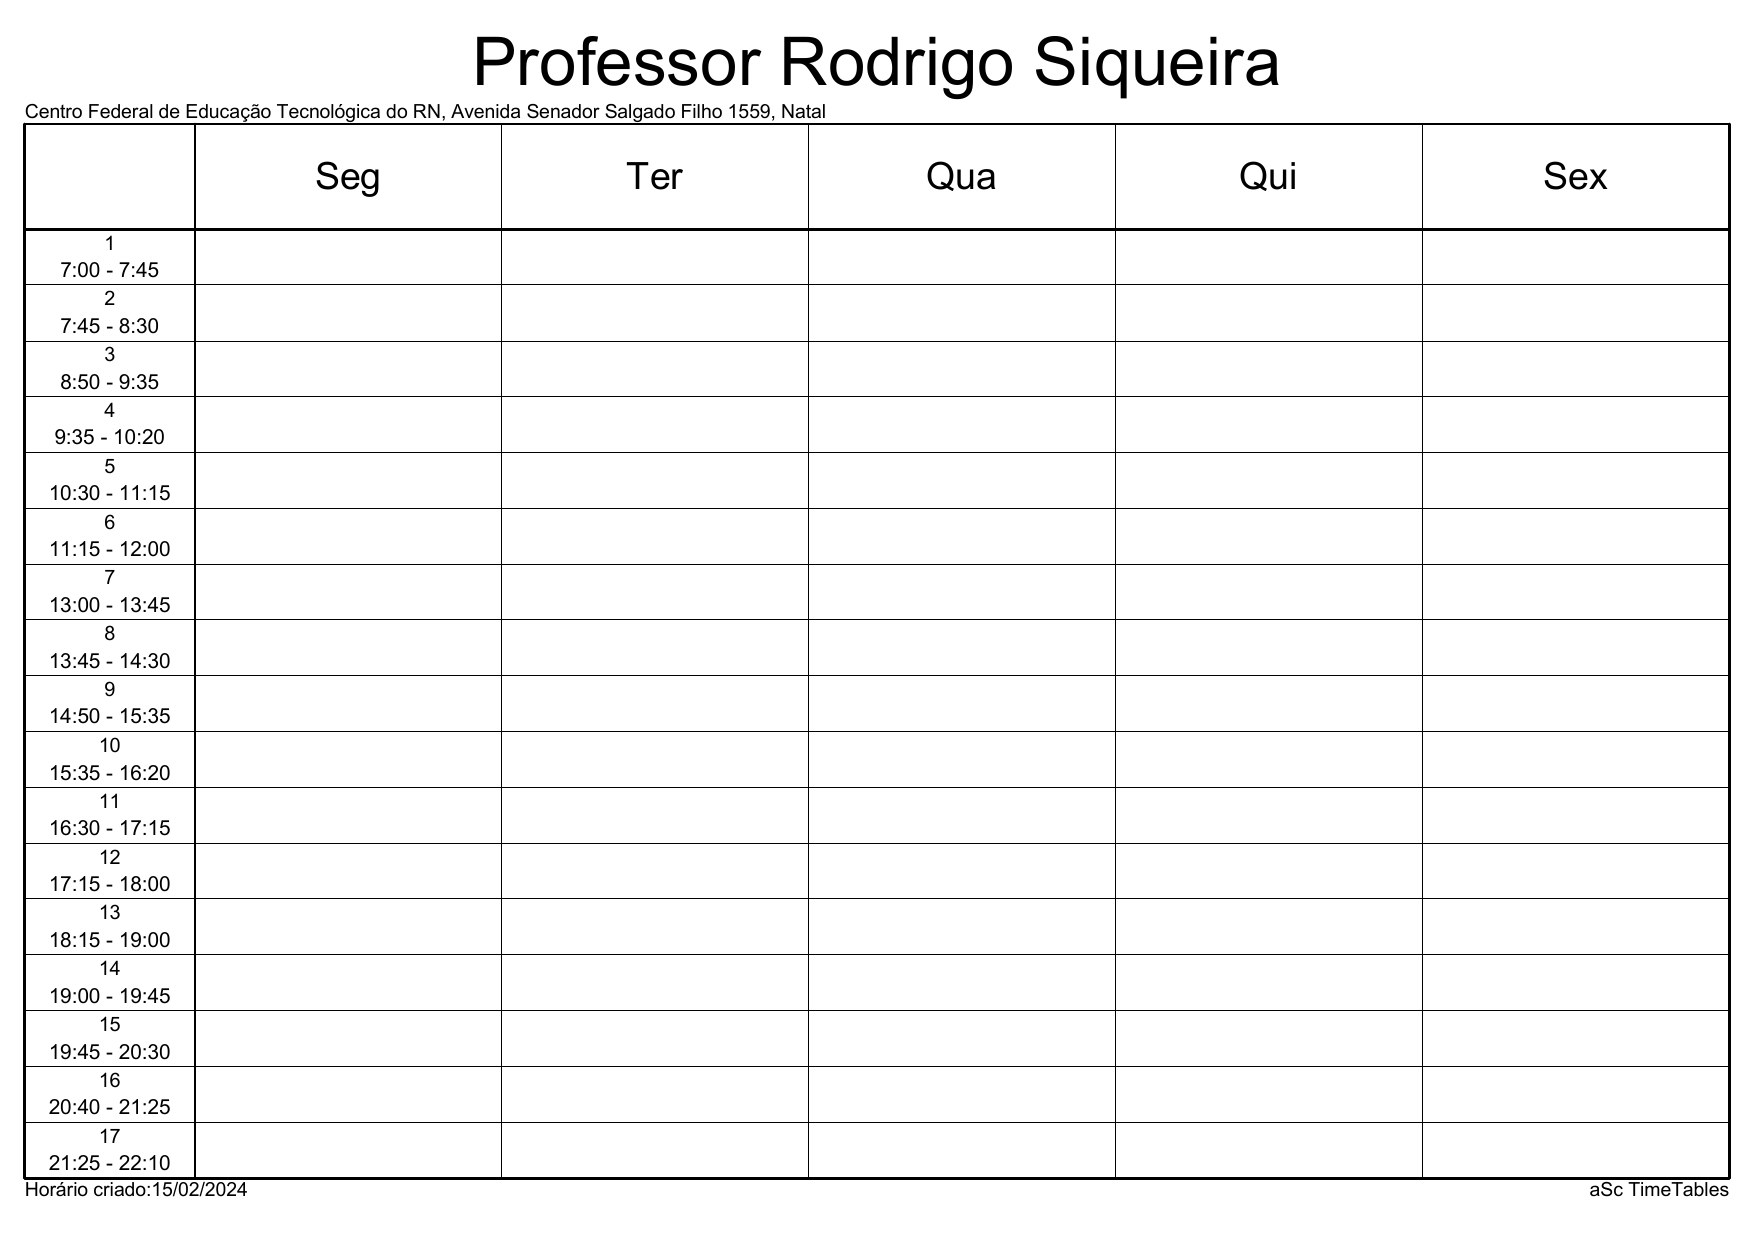 Professor Rodrigo Siqueira
Centro Federal de Educação Tecnológica do RN, Avenida Senador Salgado Filho 1559, Natal
Seg Ter Qua Qui Sex
1
7:00 - 7:45
2
7:45 - 8:30
3
8:50 - 9:35
4
9:35 - 10:20
5
10:30 - 11:15
6
11:15 - 12:00
7
13:00 - 13:45
8
13:45 - 14:30
9
14:50 - 15:35
10
15:35 - 16:20
11
16:30 - 17:15
12
17:15 - 18:00
13
18:15 - 19:00
14
19:00 - 19:45
15
19:45 - 20:30
16
20:40 - 21:25
17
21:25 - 22:10
Horário criado:15/02/2024 aSc TimeTables